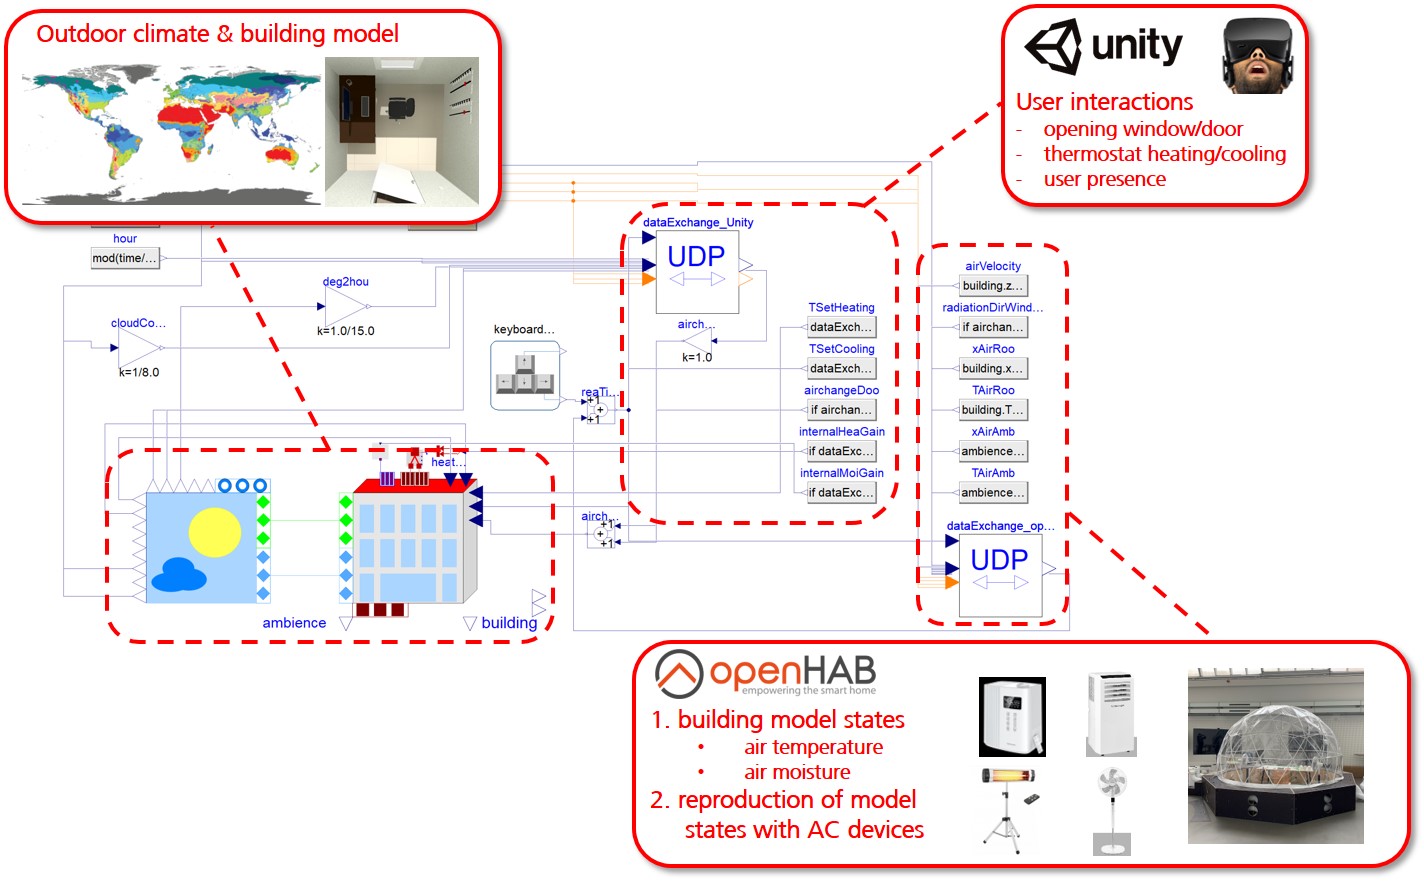 Outdoor climate & building model
unity
User interactions
- opening window/door
- thermostat heating/cooling
- user presence
hour
mod(time/...
deg2hou
k=1.0/15.0
cloudCo...
k=1/8.0
keyboard...
reaTi...
+1
+
+1
dataExchange_Unity
UDP
airch...
k=1.0
TSetHeating
dataExch...
TSetCooling
dataExch...
airchangeDoo
if airchan...
internalHeaGain
if dataExc...
internalMoiGain
if dataExc...
airVelocity
building.z...
radiationDirWind...
if airchan...
xAirRoo
building.x...
TAirRoo
building.T...
xAirAmb
ambience...
TAirAmb
ambience...
dataExchange_op...
UDP
heat...
airch...
+1
+
+1
ambience
building
openHAB
empowering the smart home
1. building model states
• air temperature
• air moisture
2. reproduction of model
states with AC devices